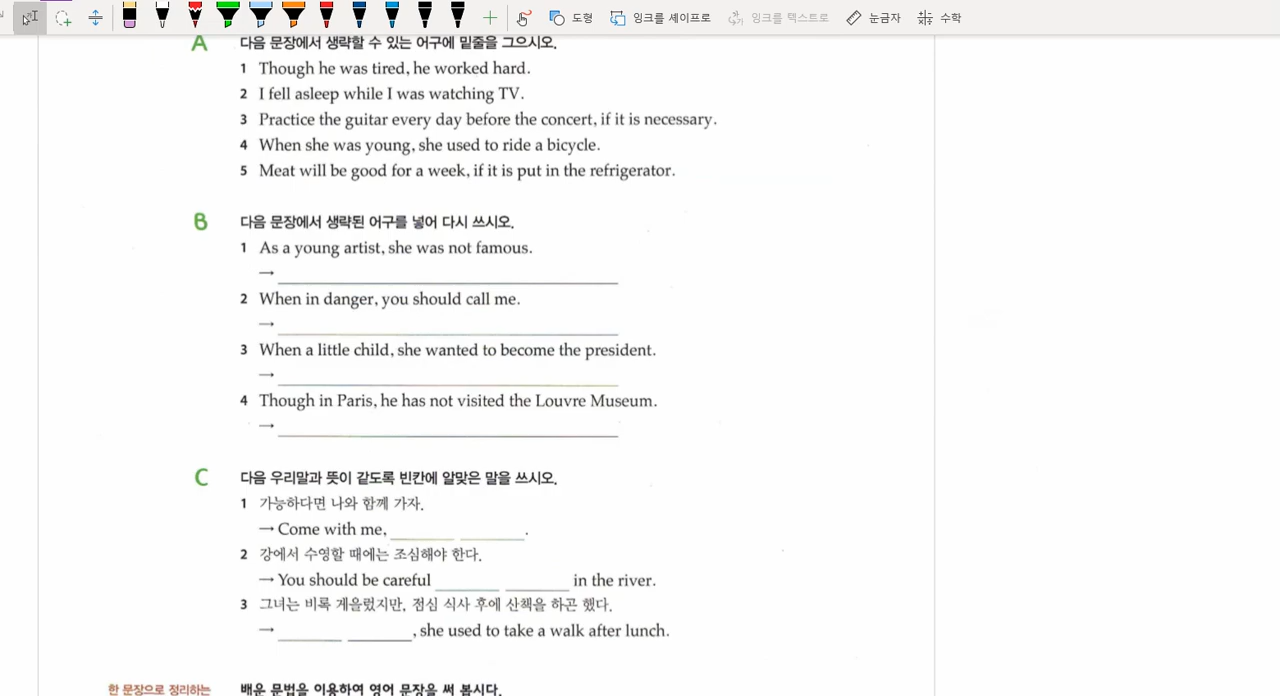 도형 잉크를 셰이프로 잉크를 텍스트로 눈금자 수학
A 다음 문장에서 생략할 수 있는 어구에 밑줄을 그으시오.
1 Though he was tired, he worked hard.
2 I fell asleep while I was watching TV.
3 Practice the guitar every day before the concert, if it is necessary.
4 When she was young, she used to ride a bicycle.
5 Meat will be good for a week, if it is put in the refrigerator.
B 다음 문장에서 생략된 어구를 넣어 다시 쓰시오.
1 As a young artist, she was not famous.
→
2 When in danger, you should call me.
→
3 When a little child, she wanted to become the president.
→
4 Though in Paris, he has not visited the Louvre Museum.
→
C 다음 우리말과 뜻이 같도록 빈칸에 알맞은 말을 쓰시오.
1 가능하다면 나와 함께 가자.
→ Come with me, ______ ______.
2 강에서 수영할 때에는 조심해야 한다.
→ You should be careful ______ ______ in the river.
3 그녀는 비록 게을렀지만, 점심 식사 후에 산책을 하곤 했다.
→ ______ ______, she used to take a walk after lunch.
한 문장으로 정리하는 배운 문법을 이용하여 영어 문장을 써 봅시다.